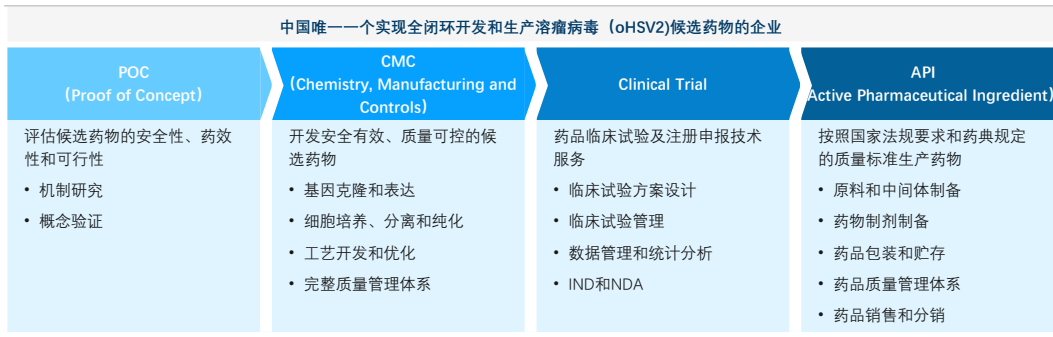 中国唯一一个实现全闭环开发和生产溶瘤病毒（oHSV2)候选药物的企业
POC
（Proof of Concept）
CMC
（Chemistry, Manufacturing and
Controls）
Clinical Trial
API
(Active Pharmaceutical Ingredient)
评估候选药物的安全性、药效
性和可行性
• 机制研究
• 概念验证
开发安全有效、质量可控的候
选药物
• 基因克隆和表达
• 细胞培养、分离和纯化
• 工艺开发和优化
• 完整质量管理体系
药品临床试验及注册申报技术
服务
• 临床试验方案设计
• 临床试验管理
• 数据管理和统计分析
• IND和NDA
按照国家法规要求和药典规定
的质量标准生产药物
• 原料和中间体制备
• 药物制剂制备
• 药品包装和贮存
• 药品质量管理体系
• 药品销售和分销